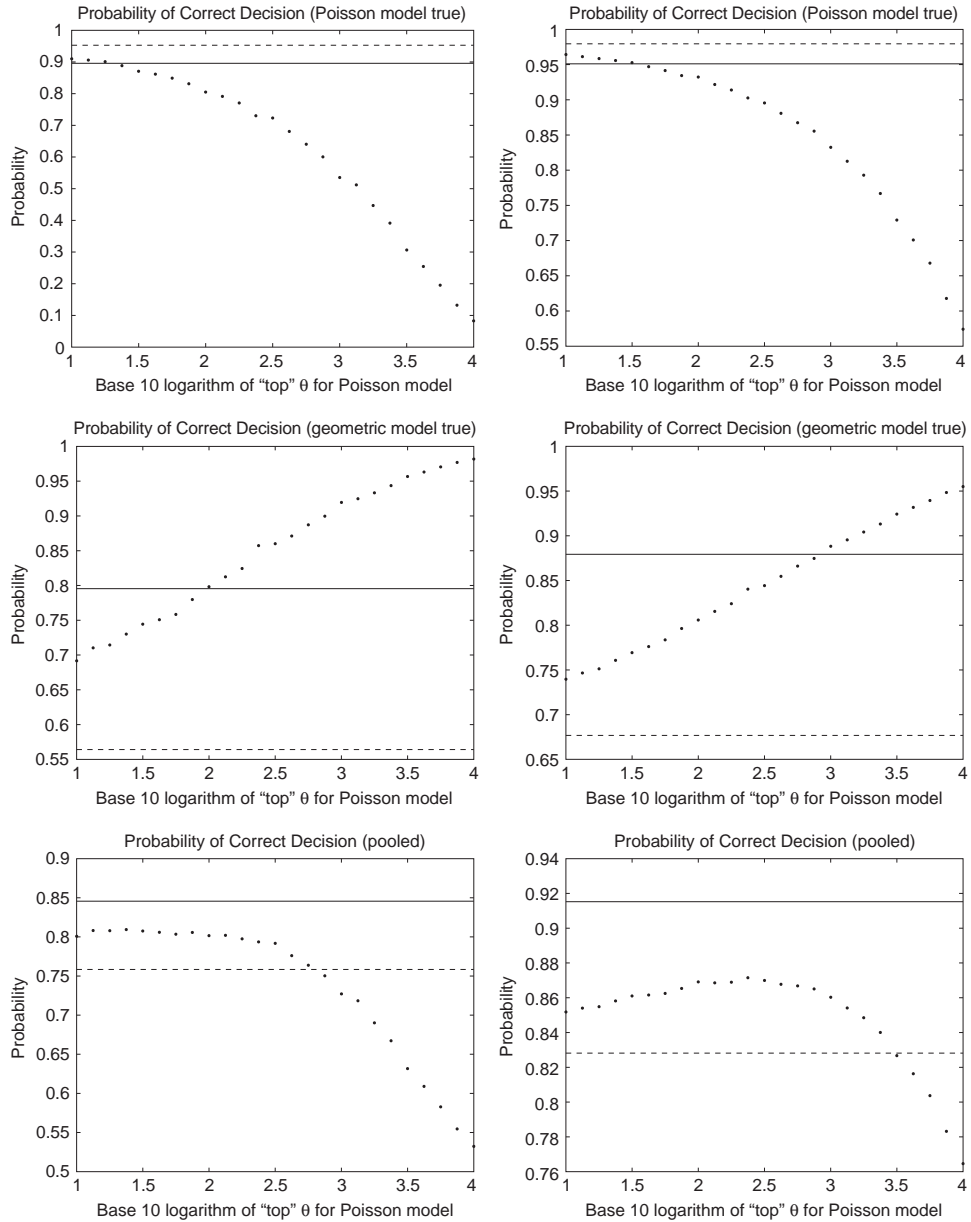 Probability of Correct Decision (Poisson model true)
1
0.9
0.8
0.7
0.6
0.5
0.4
0.3
0.2
0.1
0
Probability
1 1.5 2 2.5 3 3.5 4
Base 10 logarithm of “top” θ for Poisson model
Probability of Correct Decision (Poisson model true)
1
0.95
0.9
0.85
0.8
0.75
0.7
0.65
0.6
0.55
Probability
1 1.5 2 2.5 3 3.5 4
Base 10 logarithm of “top” θ for Poisson model
Probability of Correct Decision (geometric model true)
1
0.95
0.9
0.85
0.8
0.75
0.7
0.65
0.6
0.55
Probability
1 1.5 2 2.5 3 3.5 4
Base 10 logarithm of “top” θ for Poisson model
Probability of Correct Decision (geometric model true)
1
0.95
0.9
0.85
0.8
0.75
0.7
0.65
Probability
1 1.5 2 2.5 3 3.5 4
Base 10 logarithm of “top” θ for Poisson model
Probability of Correct Decision (pooled)
0.9
0.85
0.8
0.75
0.7
0.65
0.6
0.55
0.5
Probability
1 1.5 2 2.5 3 3.5 4
Base 10 logarithm of “top” θ for Poisson model
Probability of Correct Decision (pooled)
0.94
0.92
0.9
0.88
0.86
0.84
0.82
0.8
0.78
0.76
Probability
1 1.5 2 2.5 3 3.5 4
Base 10 logarithm of “top” θ for Poisson model